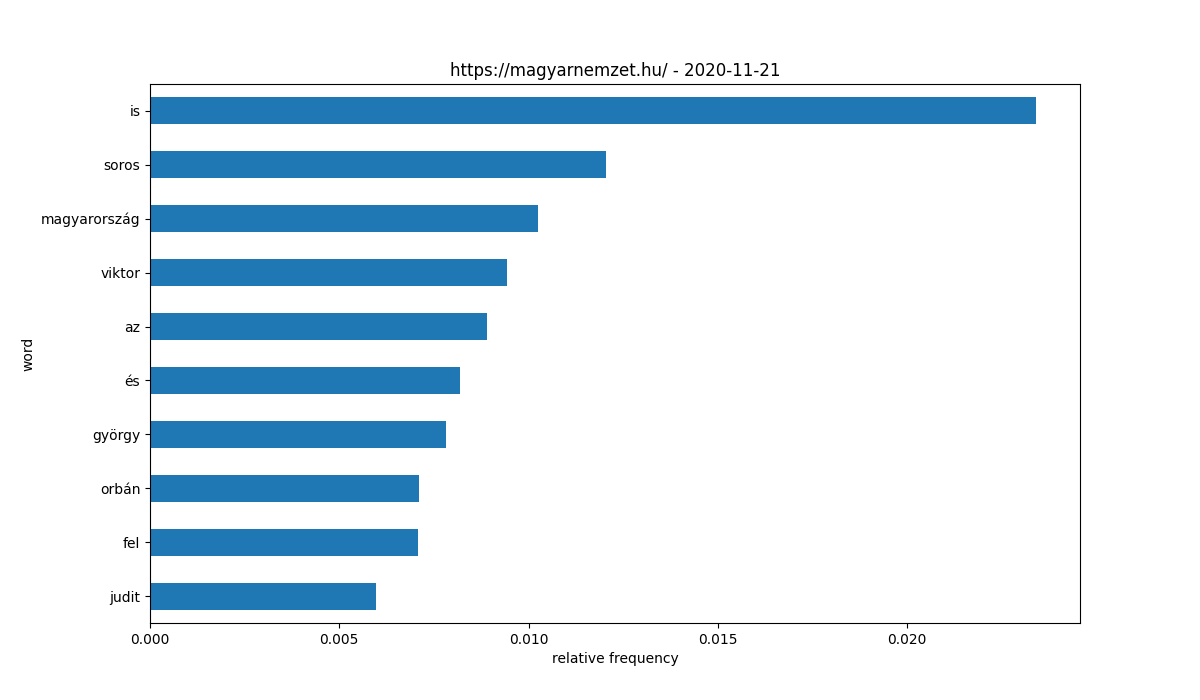 https://magyarnemzet.hu/ - 2020-11-21
is
soros
magyarország
viktor
az
és
györgy
orbán
fel
judit
word
0.000 0.005 0.010 0.015 0.020
relative frequency